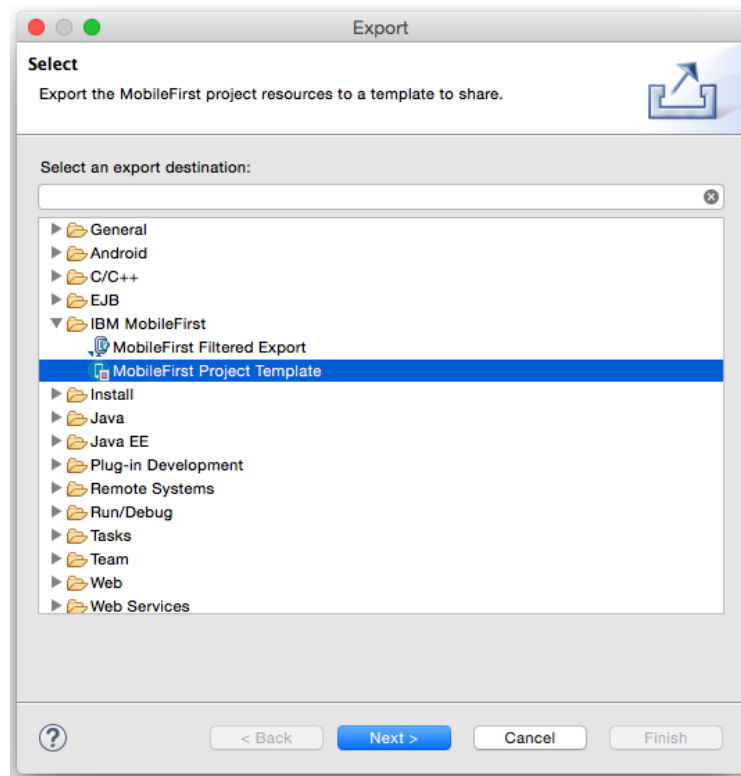 Export
Select
Export the MobileFirst project resources to a template to share.
Select an export destination:
General
Android
C/C++
EJB
IBM MobileFirst
MobileFirst Filtered Export
MobileFirst Project Template
Install
Java
Java EE
Plug-in Development
Remote Systems
Run/Debug
Tasks
Team
Web
Web Services
? < Back Next > Cancel Finish